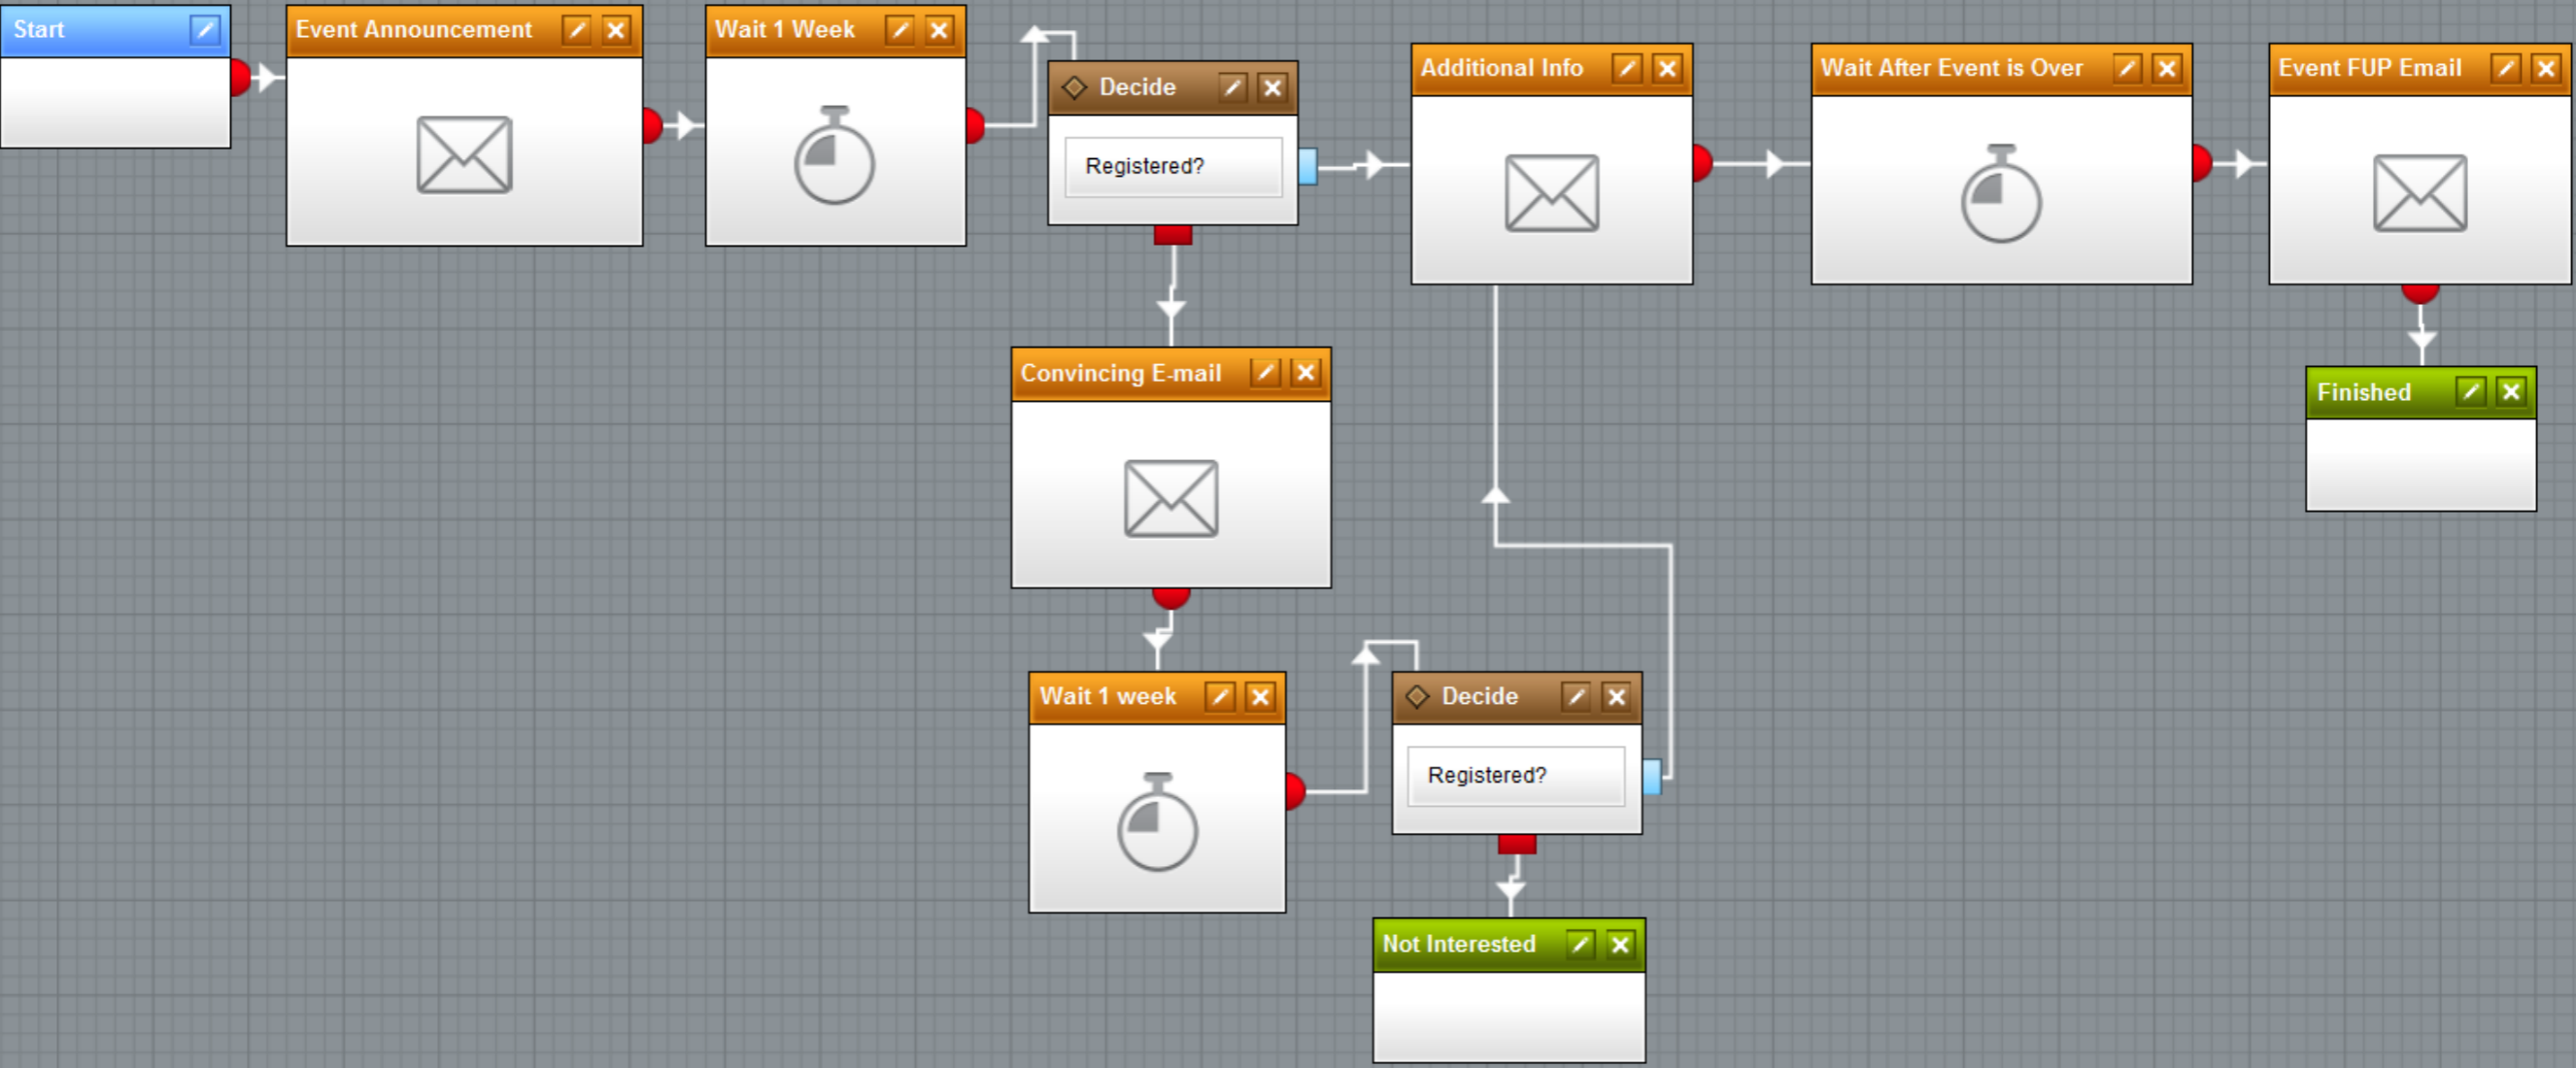 Start
Event Announcement
Wait 1 Week
Decide
Registered?
Additional Info
Wait After Event is Over
Event FUP Email
Finished
Convincing E-mail
Wait 1 week
Decide
Registered?
Not Interested